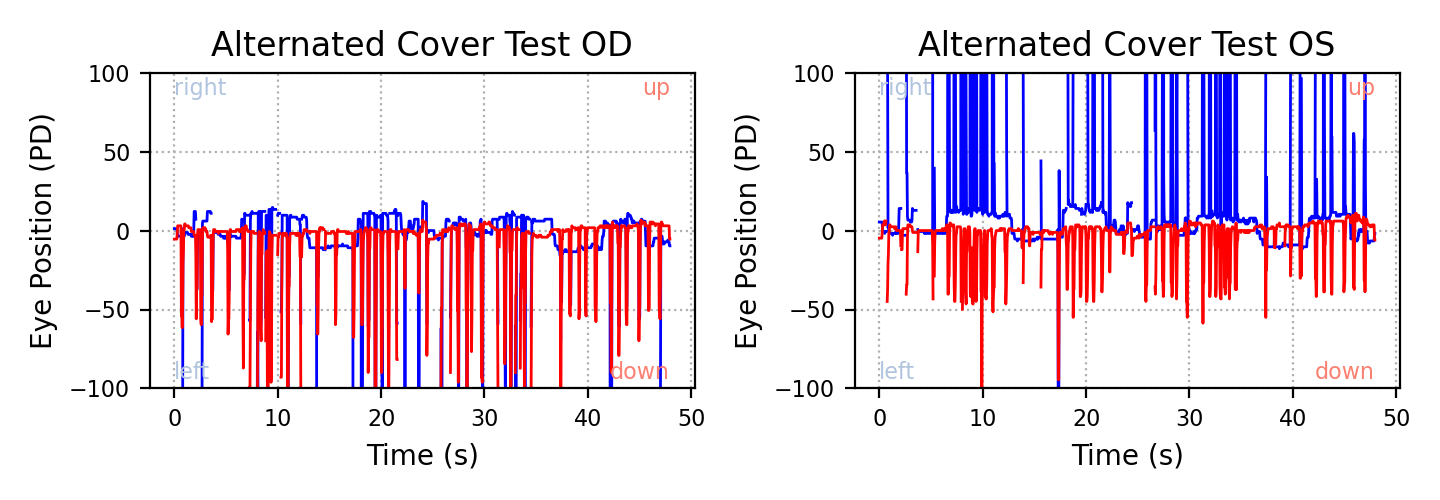 Alternated Cover Test OD
100
50
0
−50
−100
Eye Position (PD)
right
up
left
down
0
10
20
30
40
50
Time (s)
Alternated Cover Test OS
100
50
0
−50
−100
Eye Position (PD)
right
up
left
down
0
10
20
30
40
50
Time (s)